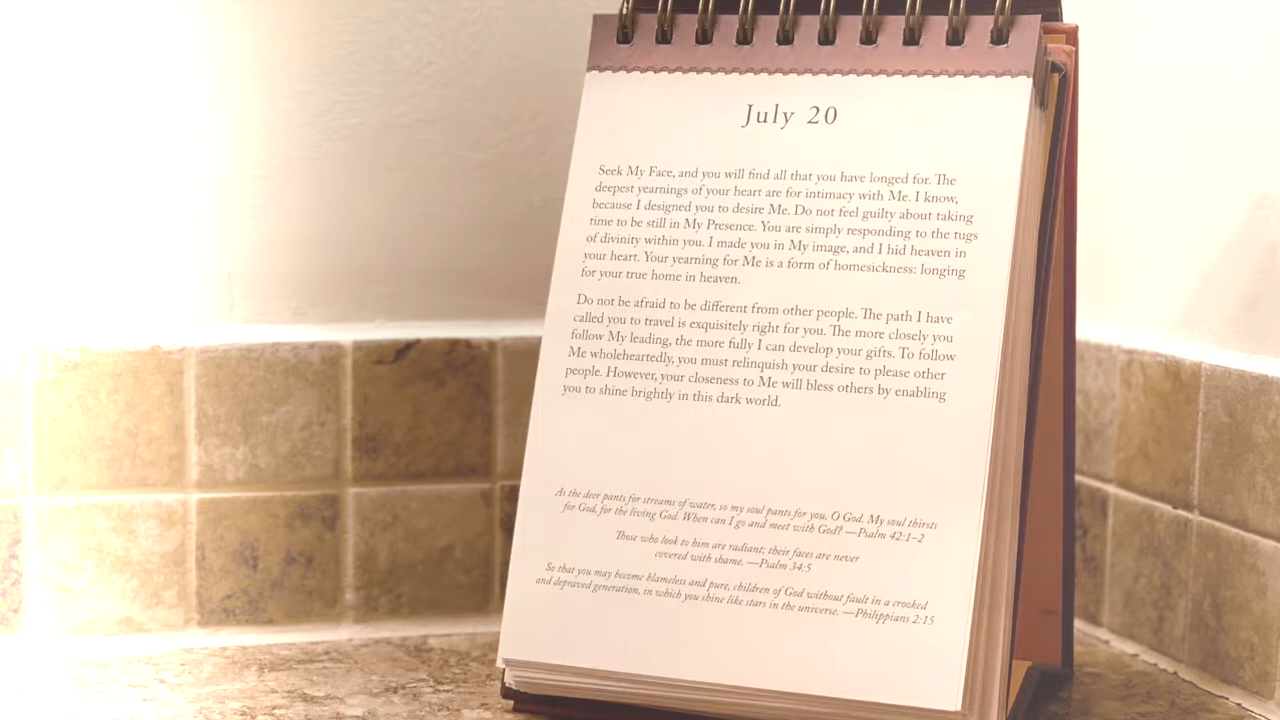 July 20
Seek My Face, and you will find all that you have longed for. The
deepest yearnings of your heart are for intimacy with Me. I know,
because I designed you to desire Me. Do not feel guilty about taking
time to be still in My Presence. You are simply responding to the tugs
of divinity within you. I made you in My image, and I hid heaven in
your heart. Your yearning for Me is a form of homesickness: longing
for your true home in heaven.
Do not be afraid to be different from other people. The path I have
called you to travel is exquisitely right for you. The more closely you
follow My leading, the more fully I can develop your gifts. To follow
Me wholeheartedly, you must relinquish your desire to please other
people. However, your closeness to Me will bless others by enabling
you to shine brightly in this dark world.
As the deer pants for streams of water, so my soul pants for you, O God. My soul thirsts
for God, for the living God. When can I go and meet with God? —Psalm 42:1–2
Those who look to him are radiant; their faces are never
covered with shame. —Psalm 34:5
So that you may become blameless and pure, children of God without fault in a crooked
and depraved generation, in which you shine like stars in the universe. —Philippians 2:15